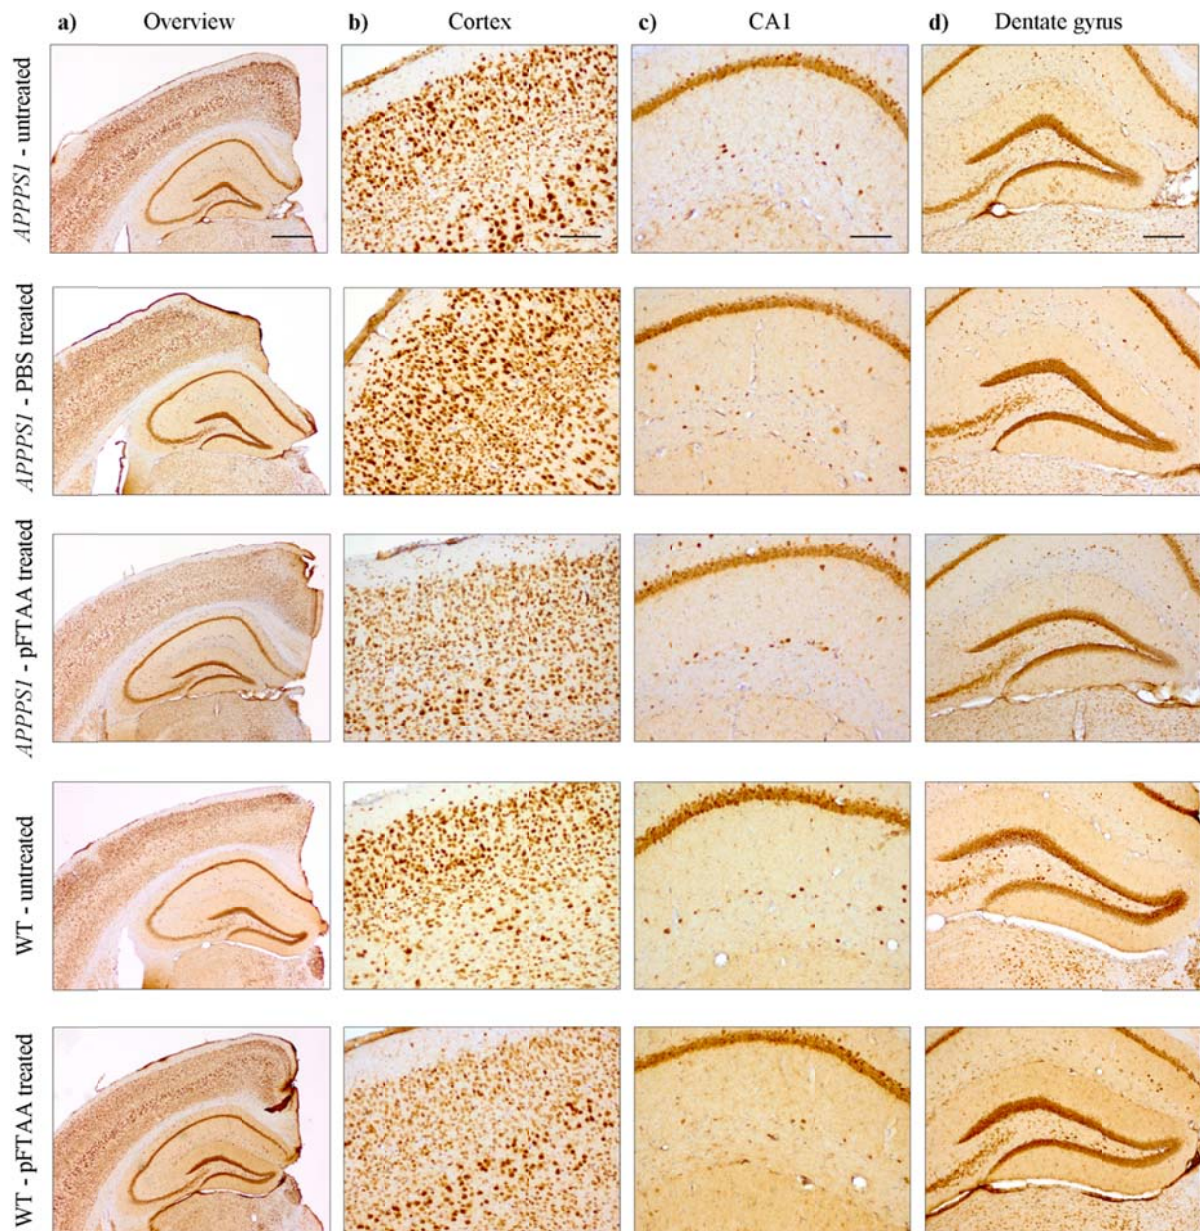 a) Overview
b) Cortex
c) CA1
d) Dentate gyrus
APPPS1 - untreated
APPPS1 - PBS treated
APPPS1 - pFTAA treated
WT - untreated
WT - pFTAA treated